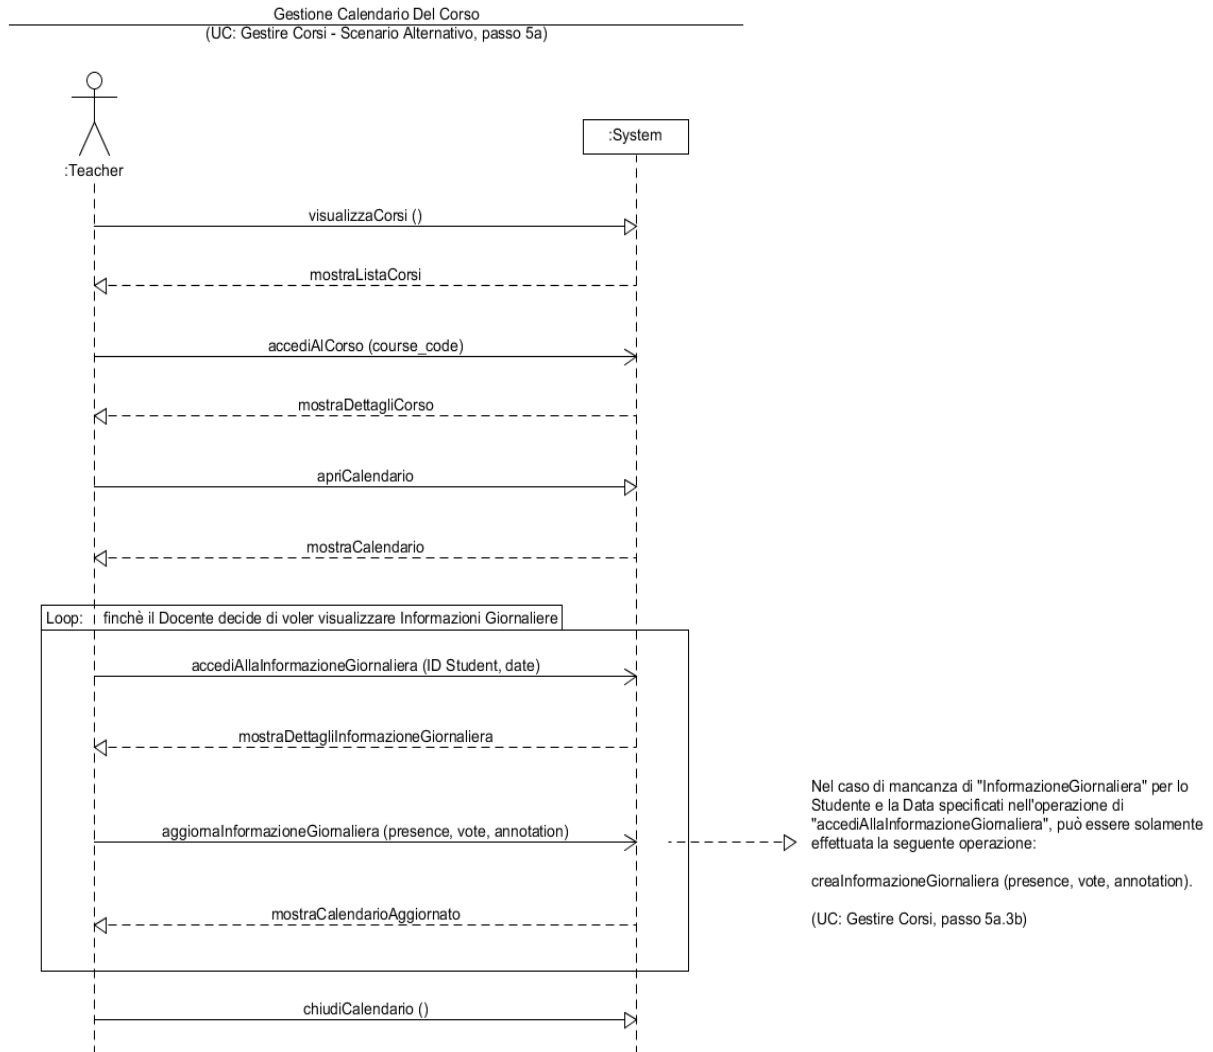 Gestione Calendario Del Corso
(UC: Gestire Corsi - Scenario Alternativo, passo 5a)
:System
:Teacher
visualizzaCorsi ()
mostraListaCorsi
accediAlCorso (course_code)
mostraDettagliCorso
apriCalendario
mostraCalendario
Loop: finchè il Docente decide di voler visualizzare Informazioni Giornaliere
accediAllaInformazioneGiornaliera (ID Student, date)
mostraDettagliInformazioneGiornaliera
aggiornaInformazioneGiornaliera (presence, vote, annotation)
mostraCalendarioAggiornato
Nel caso di mancanza di "InformazioneGiornaliera" per lo
Studente e la Data specificati nell'operazione di
"accediAllaInformazioneGiornaliera", può essere solamente
effettuata la seguente operazione:
creaInformazioneGiornaliera (presence, vote, annotation).
(UC: Gestire Corsi, passo 5a.3b)
chiudiCalendario ()